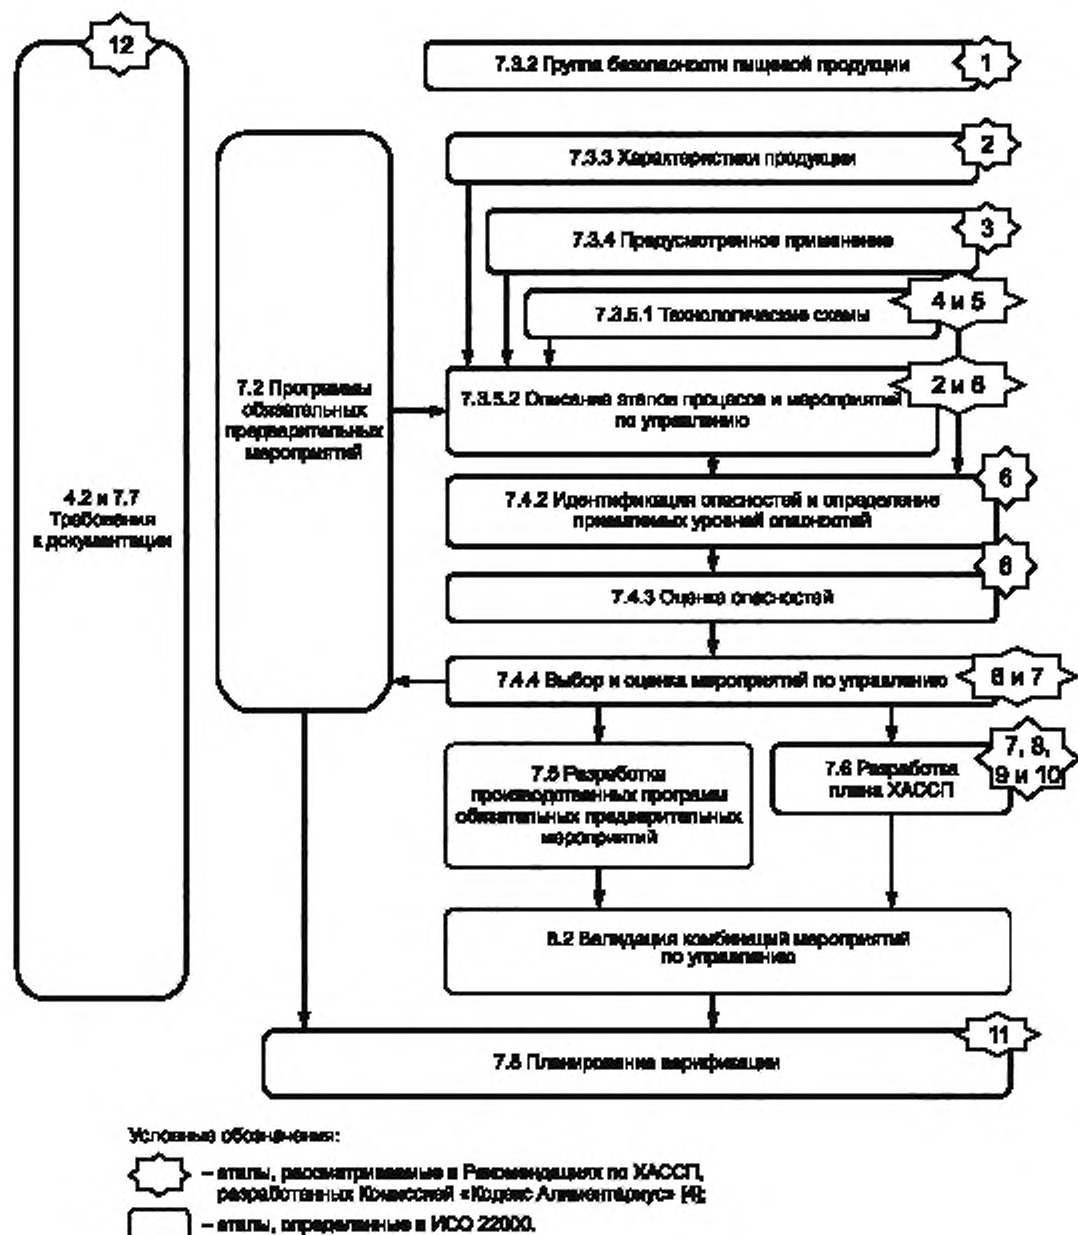 12
7.3.2 Группа безопасности пищевой продукции
1
7.3.3 Характеристики продукции
2
7.3.4 Предусмотренное применение
3
7.3.5.1 Технологические схемы
4 и 5
7.2 Программы
обязательных
предварительных
мероприятий
7.3.5.2 Описание этапов процесса и мероприятий
по управлению
2 и 6
4.2 и 7.7
Требования
к документации
7.4.2 Идентификация опасностей и определение
приемлемых уровней опасностей
6
7.4.3 Оценка опасностей
6
7.4.4 Выбор и оценка мероприятий по управлению
6 и 7
7.5 Разработка
производственных программ
обязательных предварительных
мероприятий
7.6 Разработка
плана ХАССП
7, 8,
9 и 10
8.2 Валидация комбинаций мероприятий
по управлению
7.8 Планирование верификации
11
Условные обозначения:
– этапы, рассматриваемые в Рекомендациях по ХАССП,
разработанных Комиссией «Кодекс Алиментариус» [4];
– этапы, определенные в ИСО 22000.